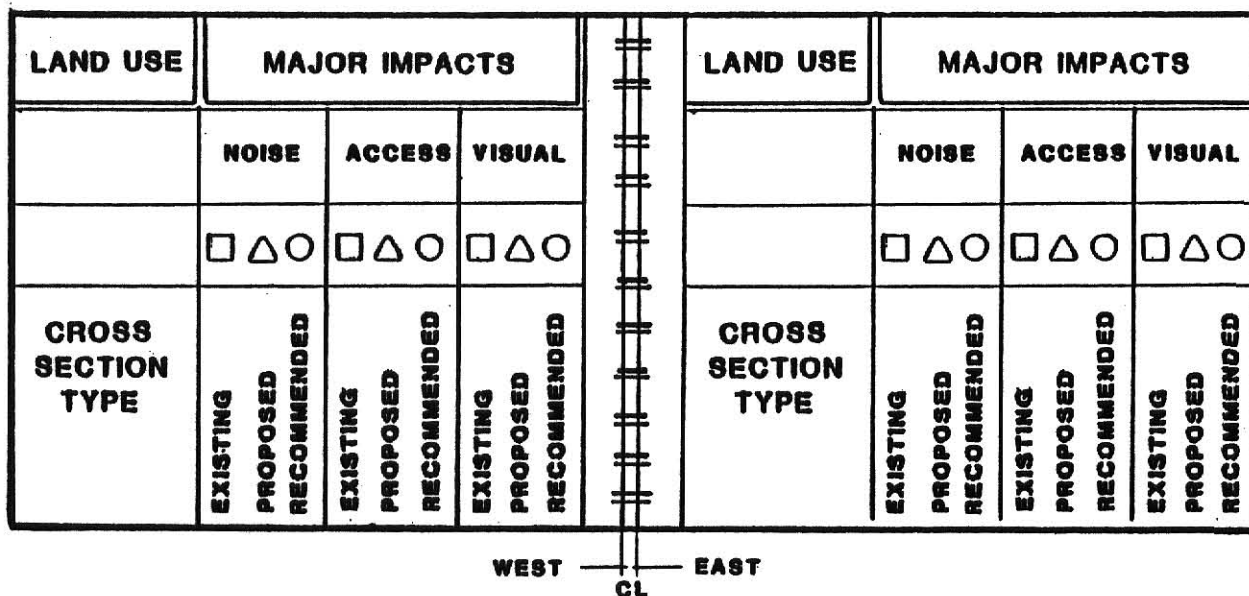 LAND USE MAJOR IMPACTS LAND USE MAJOR IMPACTS
NOISE ACCESS VISUAL NOISE ACCESS VISUAL
CROSS
SECTION
TYPE
EXISTING
PROPOSED
RECOMMENDED
EXISTING
PROPOSED
RECOMMENDED
EXISTING
PROPOSED
RECOMMENDED
CROSS
SECTION
TYPE
EXISTING
PROPOSED
RECOMMENDED
EXISTING
PROPOSED
RECOMMENDED
EXISTING
PROPOSED
RECOMMENDED
WEST EAST
CL